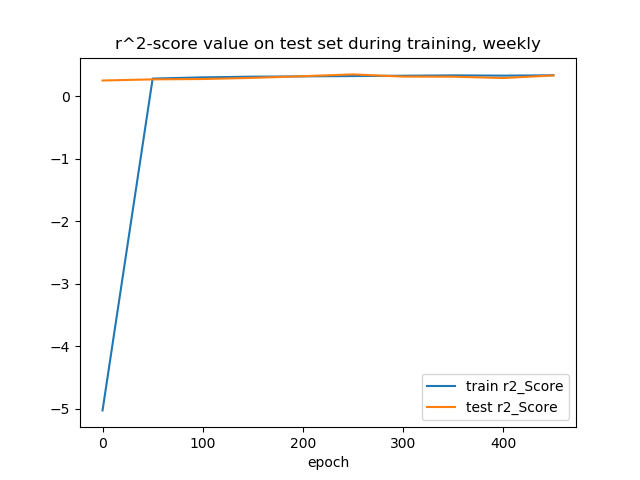 r^2-score value on test set during training, weekly
0
−1
−2
−3
−4
−5
0 100 200 300 400
epoch
train r2_Score
test r2_Score